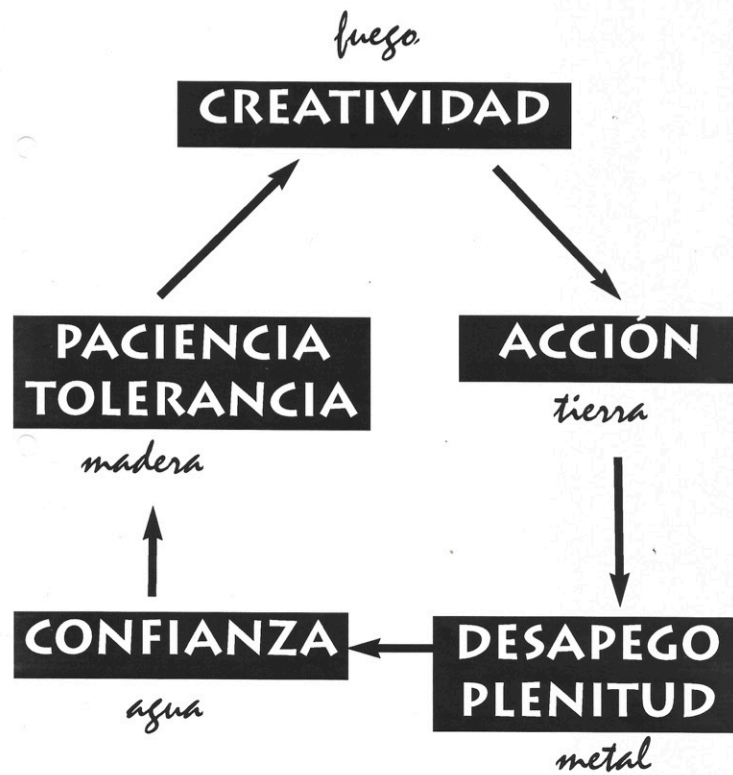 fuego
CREATIVIDAD
PACIENCIA
TOLERANCIA
madera
ACCIÓN
tierra
CONFIANZA
agua
DESAPEGO
PLENITUD
metal